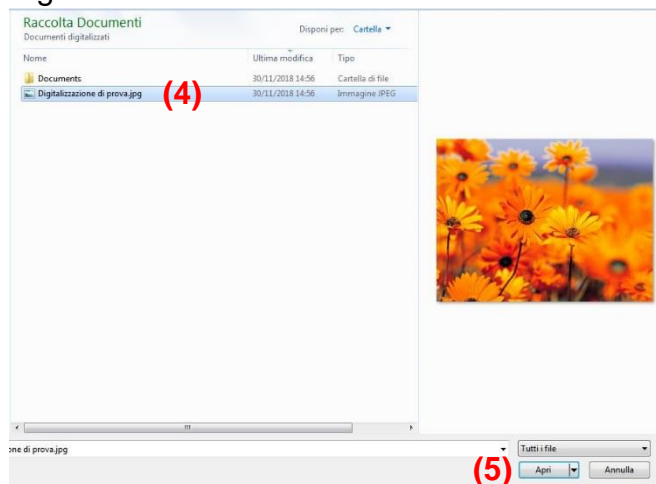 Raccolta Documenti
Documenti digitalizzati
Disponi per: Cartella
Nome Ultima modifica Tipo
Documents 30/11/2018 14:56 Cartella di file
Digitalizzazione di prova.jpg (4) 30/11/2018 14:56 Immagine JPEG
one di prova.jpg Tutti i file
(5) Apri Annulla